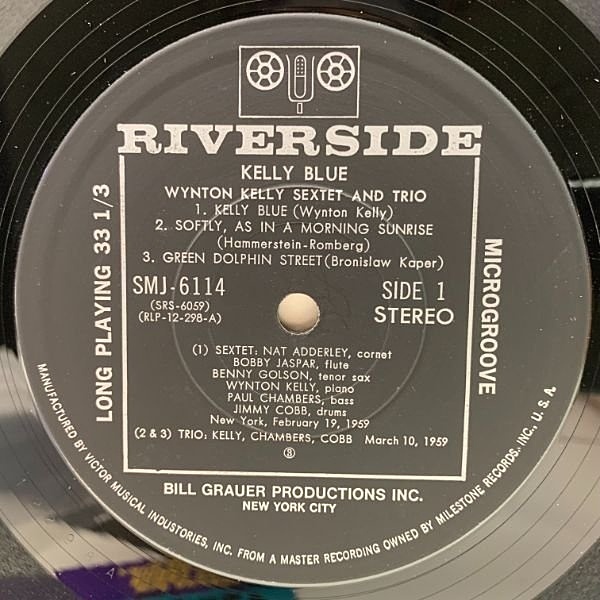 RIVERSIDE
KELLY BLUE
WYNTON KELLY SEXTET AND TRIO
1. KELLY BLUE (Wynton Kelly)
2. SOFTLY, AS IN A MORNING SUNRISE
(Hammerstein-Romberg)
3. GREEN DOLPHIN STREET (Bronislaw Kaper)
LONG PLAYING 33 1/3
MICROGROOVE
SMJ-6114
SIDE 1
(SRS-6059)
(RLP-12-298-A)
STEREO
(1) SEXTET: NAT ADDERLEY, cornet
BOBBY JASPAR, flute
BENNY GOLSON, tenor sax
WYNTON KELLY, piano
PAUL CHAMBERS, bass
JIMMY COBB, drums
New York, February 19, 1959
(2 & 3) TRIO: KELLY, CHAMBERS, COBB March 10, 1959
BILL GRAUER PRODUCTIONS INC.
NEW YORK CITY
MANUFACTURED BY VICTOR MUSICAL INDUSTORIES, INC. FROM A MASTER RECORDING OWNED BY MILESTONE RECORDS, INC., U. S. A.